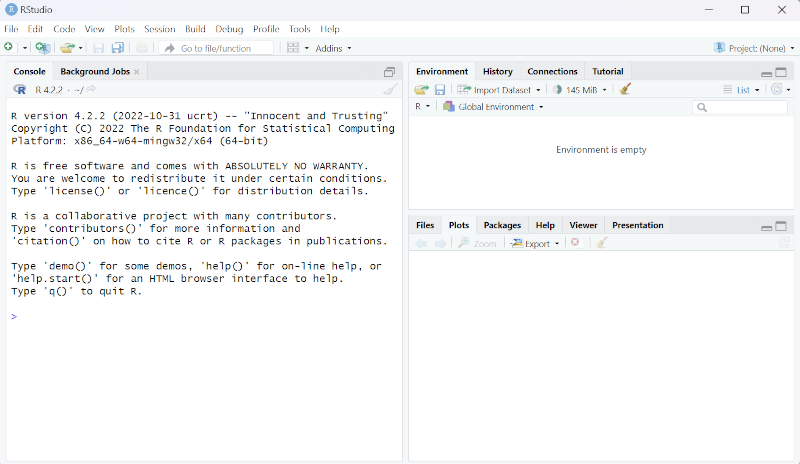 RStudio
File Edit Code View Plots Session Build Debug Profile Tools Help
Go to file/function Addins Project: (None)
Console Background Jobs
R 4.2.2 · ~/
R version 4.2.2 (2022-10-31 ucrt) -- "Innocent and Trusting"
Copyright (C) 2022 The R Foundation for Statistical Computing
Platform: x86_64-w64-mingw32/x64 (64-bit)
R is free software and comes with ABSOLUTELY NO WARRANTY.
You are welcome to redistribute it under certain conditions.
Type 'license()' or 'licence()' for distribution details.
R is a collaborative project with many contributors.
Type 'contributors()' for more information and
'citation()' on how to cite R or R packages in publications.
Type 'demo()' for some demos, 'help()' for on-line help, or
'help.start()' for an HTML browser interface to help.
Type 'q()' to quit R.
>
Environment History Connections Tutorial
Import Dataset 145 MiB List
R Global Environment
Environment is empty
Files Plots Packages Help Viewer Presentation
Zoom Export